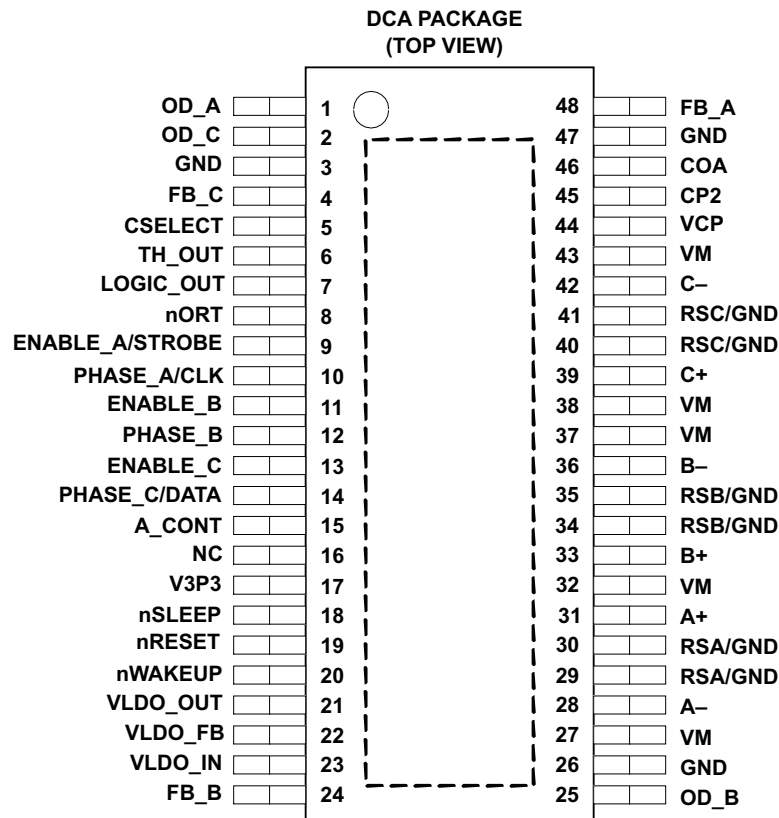 DCA PACKAGE
(TOP VIEW)
OD_A 1 48 FB_A
OD_C 2 47 GND
GND 3 46 COA
FB_C 4 45 CP2
CSELECT 5 44 VCP
TH_OUT 6 43 VM
LOGIC_OUT 7 42 C–
nORT 8 41 RSC/GND
ENABLE_A/STROBE 9 40 RSC/GND
PHASE_A/CLK 10 39 C+
ENABLE_B 11 38 VM
PHASE_B 12 37 VM
ENABLE_C 13 36 B–
PHASE_C/DATA 14 35 RSB/GND
A_CONT 15 34 RSB/GND
NC 16 33 B+
V3P3 17 32 VM
nSLEEP 18 31 A+
nRESET 19 30 RSA/GND
nWAKEUP 20 29 RSA/GND
VLDO_OUT 21 28 A–
VLDO_FB 22 27 VM
VLDO_IN 23 26 GND
FB_B 24 25 OD_B